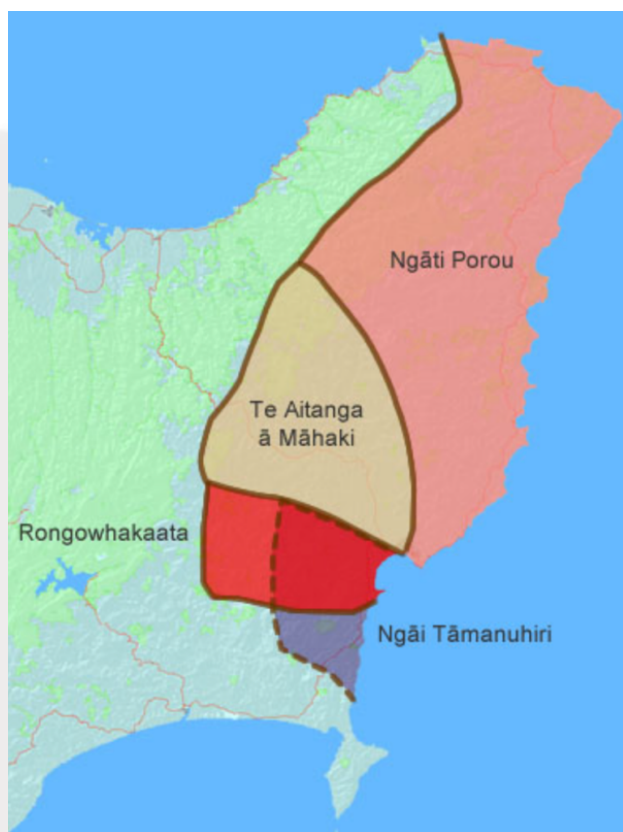 Ngāti Porou
Te Aitanga
ā Māhaki
Rongowhakaata
Ngāi Tāmanuhiri